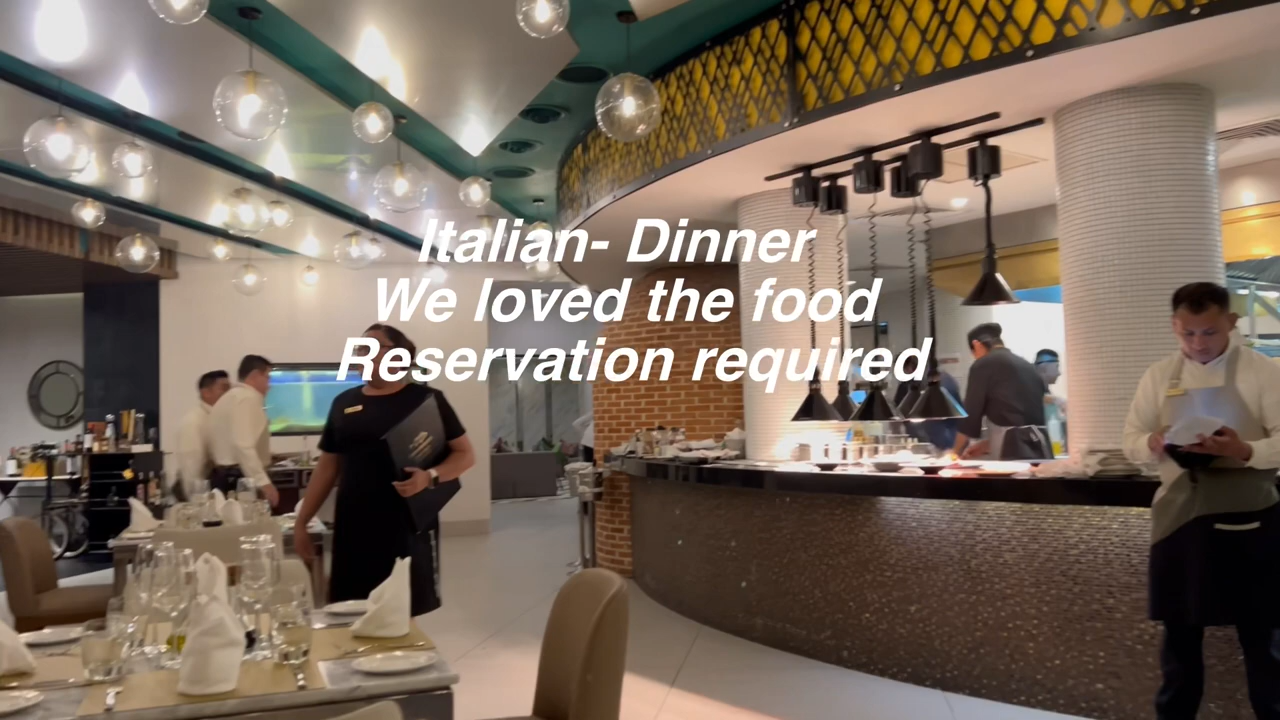 Italian- Dinner
We loved the food
Reservation required